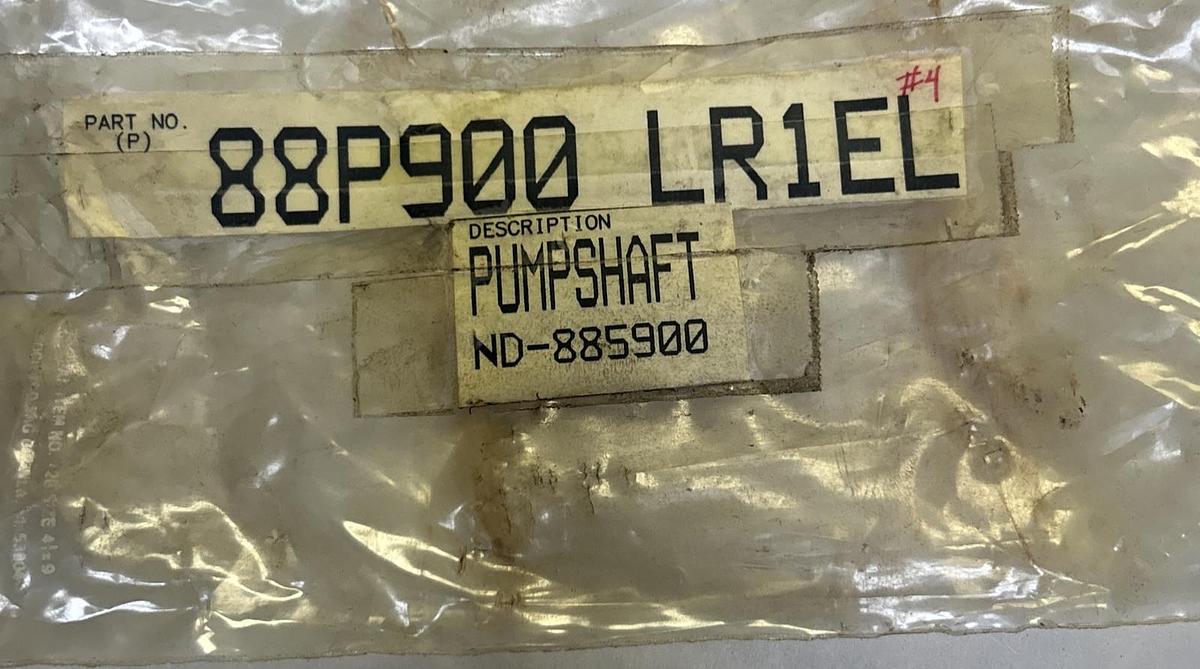 #4
PART NO.
(P)
88P900 LR1EL
DESCRIPTION
PUMPSHAFT
ND-885900